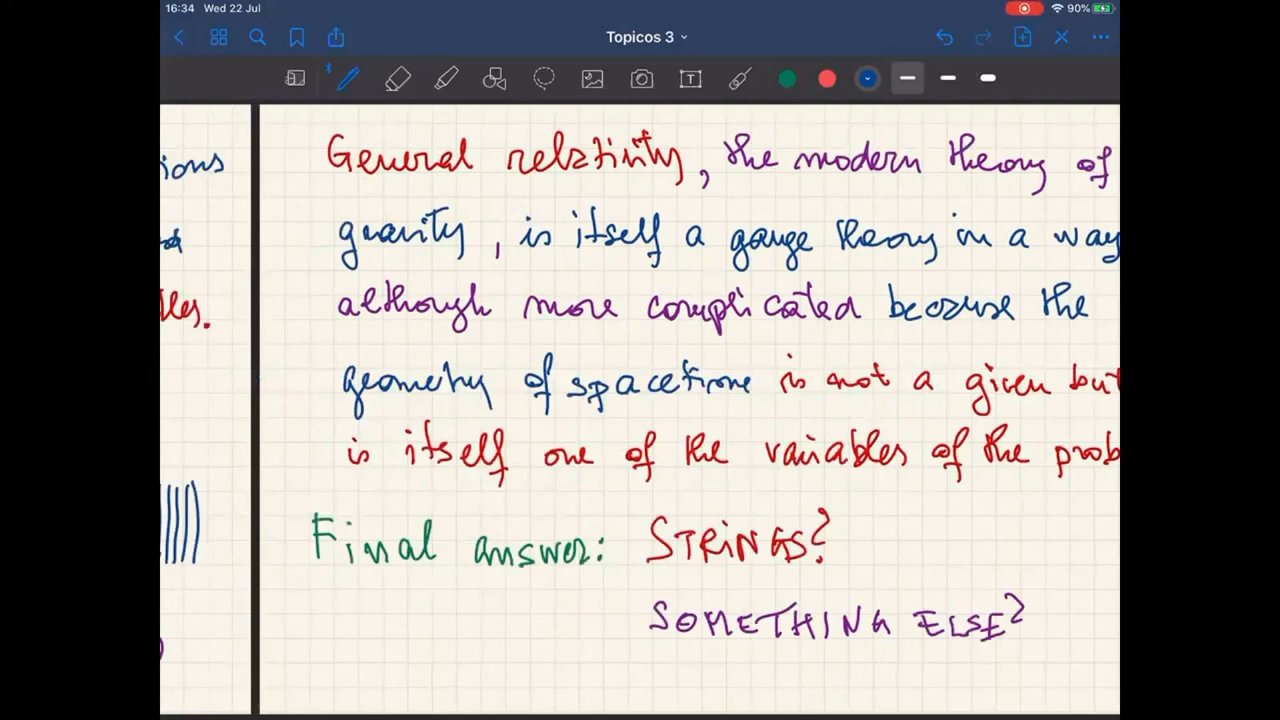 16:34 Wed 22 Jul 90%
Topicos 3
ions
General relativity, the modern theory of
gravity, is itself a gauge theory in a way
although more complicated because the
les.
geometry of spacetime is not a given but
is itself one of the variables of the prob
Final answer: STRINGS?
SOMETHING ELSE?